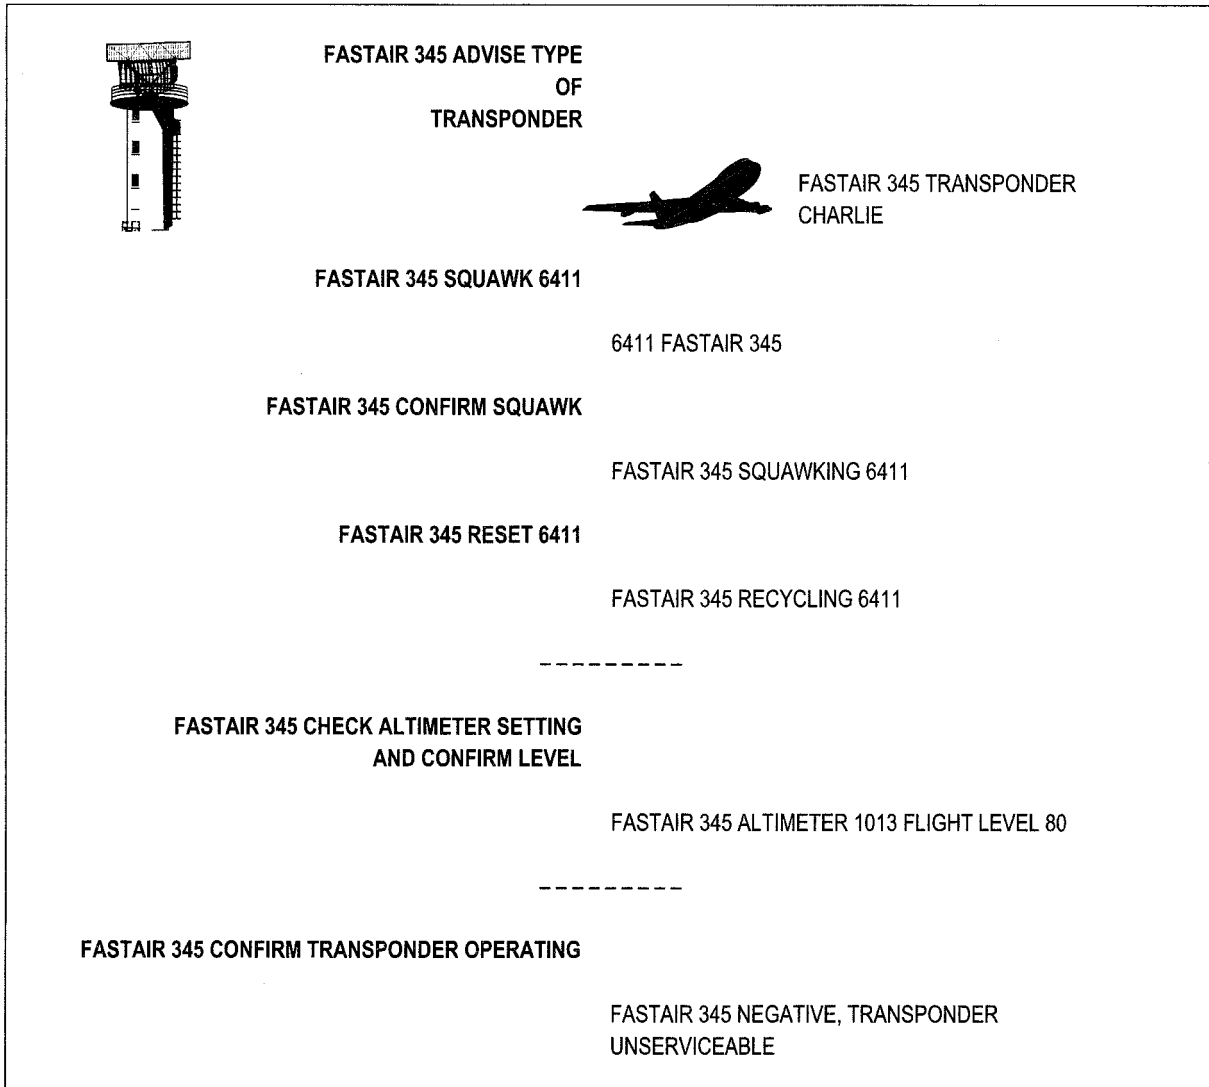 FASTAIR 345 ADVISE TYPE
OF
TRANSPONDER
FASTAIR 345 TRANSPONDER
CHARLIE
FASTAIR 345 SQUAWK 6411
6411 FASTAIR 345
FASTAIR 345 CONFIRM SQUAWK
FASTAIR 345 SQUAWKING 6411
FASTAIR 345 RESET 6411
FASTAIR 345 RECYCLING 6411
---------
FASTAIR 345 CHECK ALTIMETER SETTING
AND CONFIRM LEVEL
FASTAIR 345 ALTIMETER 1013 FLIGHT LEVEL 80
---------
FASTAIR 345 CONFIRM TRANSPONDER OPERATING
FASTAIR 345 NEGATIVE, TRANSPONDER
UNSERVICEABLE